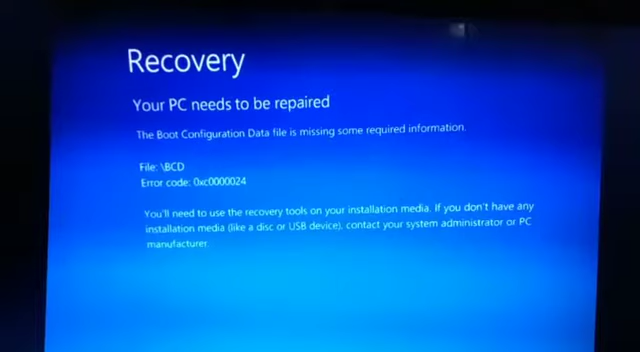 Recovery
Your PC needs to be repaired
The Boot Configuration Data file is missing some required information.
File: \BCD
Error code: 0xc0000024
You'll need to use the recovery tools on your installation media. If you don't have any
installation media (like a disc or USB device), contact your system administrator or PC
manufacturer.